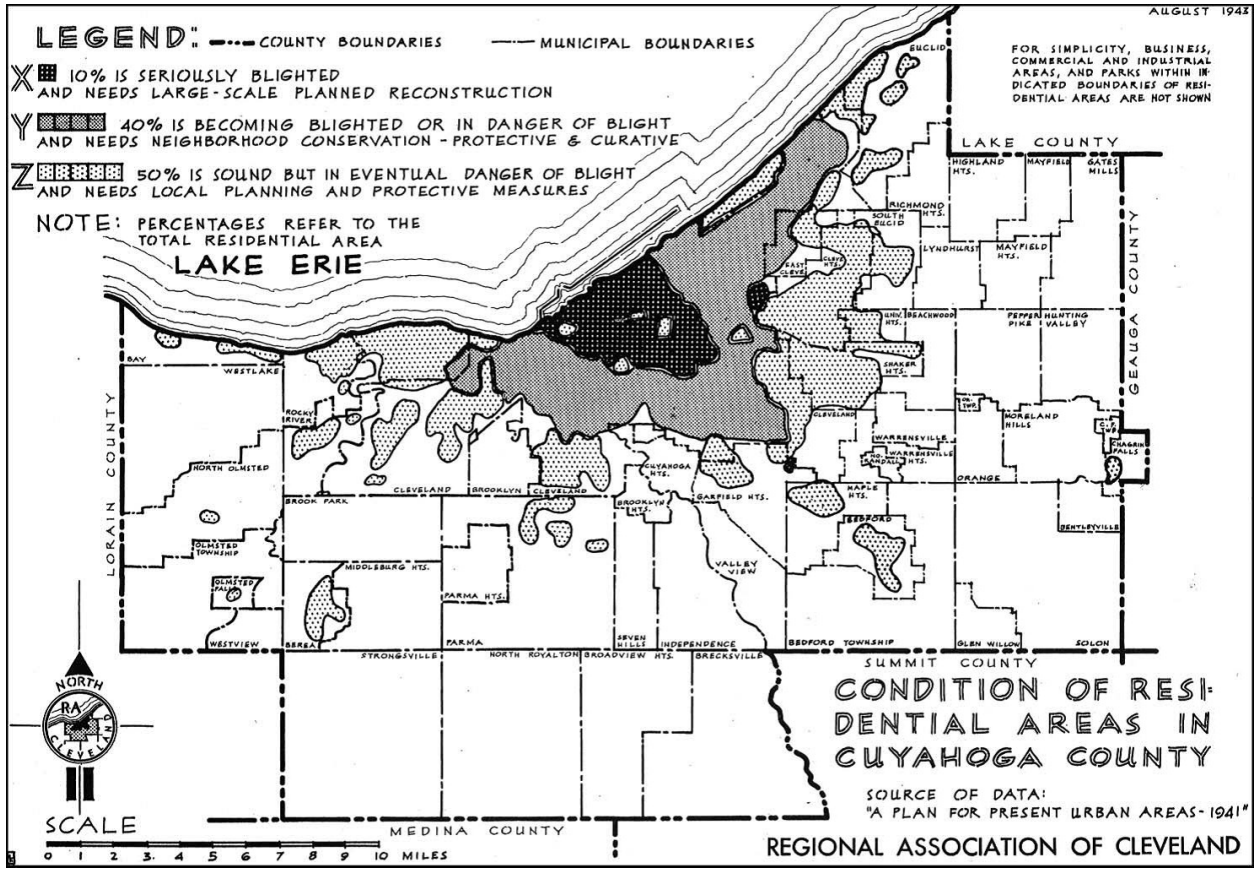 AUGUST 1943
LEGEND:
COUNTY BOUNDARIES
MUNICIPAL BOUNDARIES
X 10% IS SERIOUSLY BLIGHTED
AND NEEDS LARGE-SCALE PLANNED RECONSTRUCTION
Y 40% IS BECOMING BLIGHTED OR IN DANGER OF BLIGHT
AND NEEDS NEIGHBORHOOD CONSERVATION - PROTECTIVE & CURATIVE
Z 50% IS SOUND BUT IN EVENTUAL DANGER OF BLIGHT
AND NEEDS LOCAL PLANNING AND PROTECTIVE MEASURES
NOTE: PERCENTAGES REFER TO THE
TOTAL RESIDENTIAL AREA
FOR SIMPLICITY, BUSINESS,
COMMERCIAL AND INDUSTRIAL
AREAS, AND PARKS WITHIN IN-
DICATED BOUNDARIES OF RESI-
DENTIAL AREAS ARE NOT SHOWN
LAKE ERIE
EUCLID
LAKE COUNTY
HIGHLAND
HTS.
MAYFIELD
GATES
MILLS
RICHMOND
HTS.
SOUTH
EUCLID
LYNDHURST
MAYFIELD
HTS.
EAST
CLEVE.
CLEVE.
HTS.
GEAUGA COUNTY
UNIV.
HTS.
BEACHWOOD
PEPPER
PIKE
HUNTING
VALLEY
BAY
WESTLAKE
SHAKER
HTS.
LORAIN COUNTY
ROCKY
RIVER
CLEVELAND
OR.
TWP.
MORELAND
HILLS
C.F.
TWP.
CHAGRIN
FALLS
WARRENSVILLE
NO.
RANDALL
WARRENSVILLE
HTS.
NORTH OLMSTED
CUYAHOGA
HTS.
BROOK PARK
CLEVELAND
BROOKLYN
CLEVELAND
BROOKLYN
HTS.
GARFIELD HTS.
MAPLE
HTS.
ORANGE
BEDFORD
BENTLEYVILLE
OLMSTED
TOWNSHIP
MIDDLEBURG HTS.
VALLEY
VIEW
OLMSTED
FALLS
PARMA HTS.
WESTVIEW
BEREA
PARMA
SEVEN
HILLS
INDEPENDENCE
BEDFORD TOWNSHIP
GLEN WILLOW
SOLON
STRONGSVILLE
NORTH ROYALTON
BROADVIEW HTS.
BRECKSVILLE
SUMMIT COUNTY
NORTH
RA
CLEVELAND
CONDITION OF RESI-
DENTIAL AREAS IN
CUYAHOGA COUNTY
SOURCE OF DATA:
"A PLAN FOR PRESENT URBAN AREAS-1941"
SCALE
0 1 2 3. 4 5 6 7 8 9 10 MILES
MEDINA COUNTY
REGIONAL ASSOCIATION OF CLEVELAND